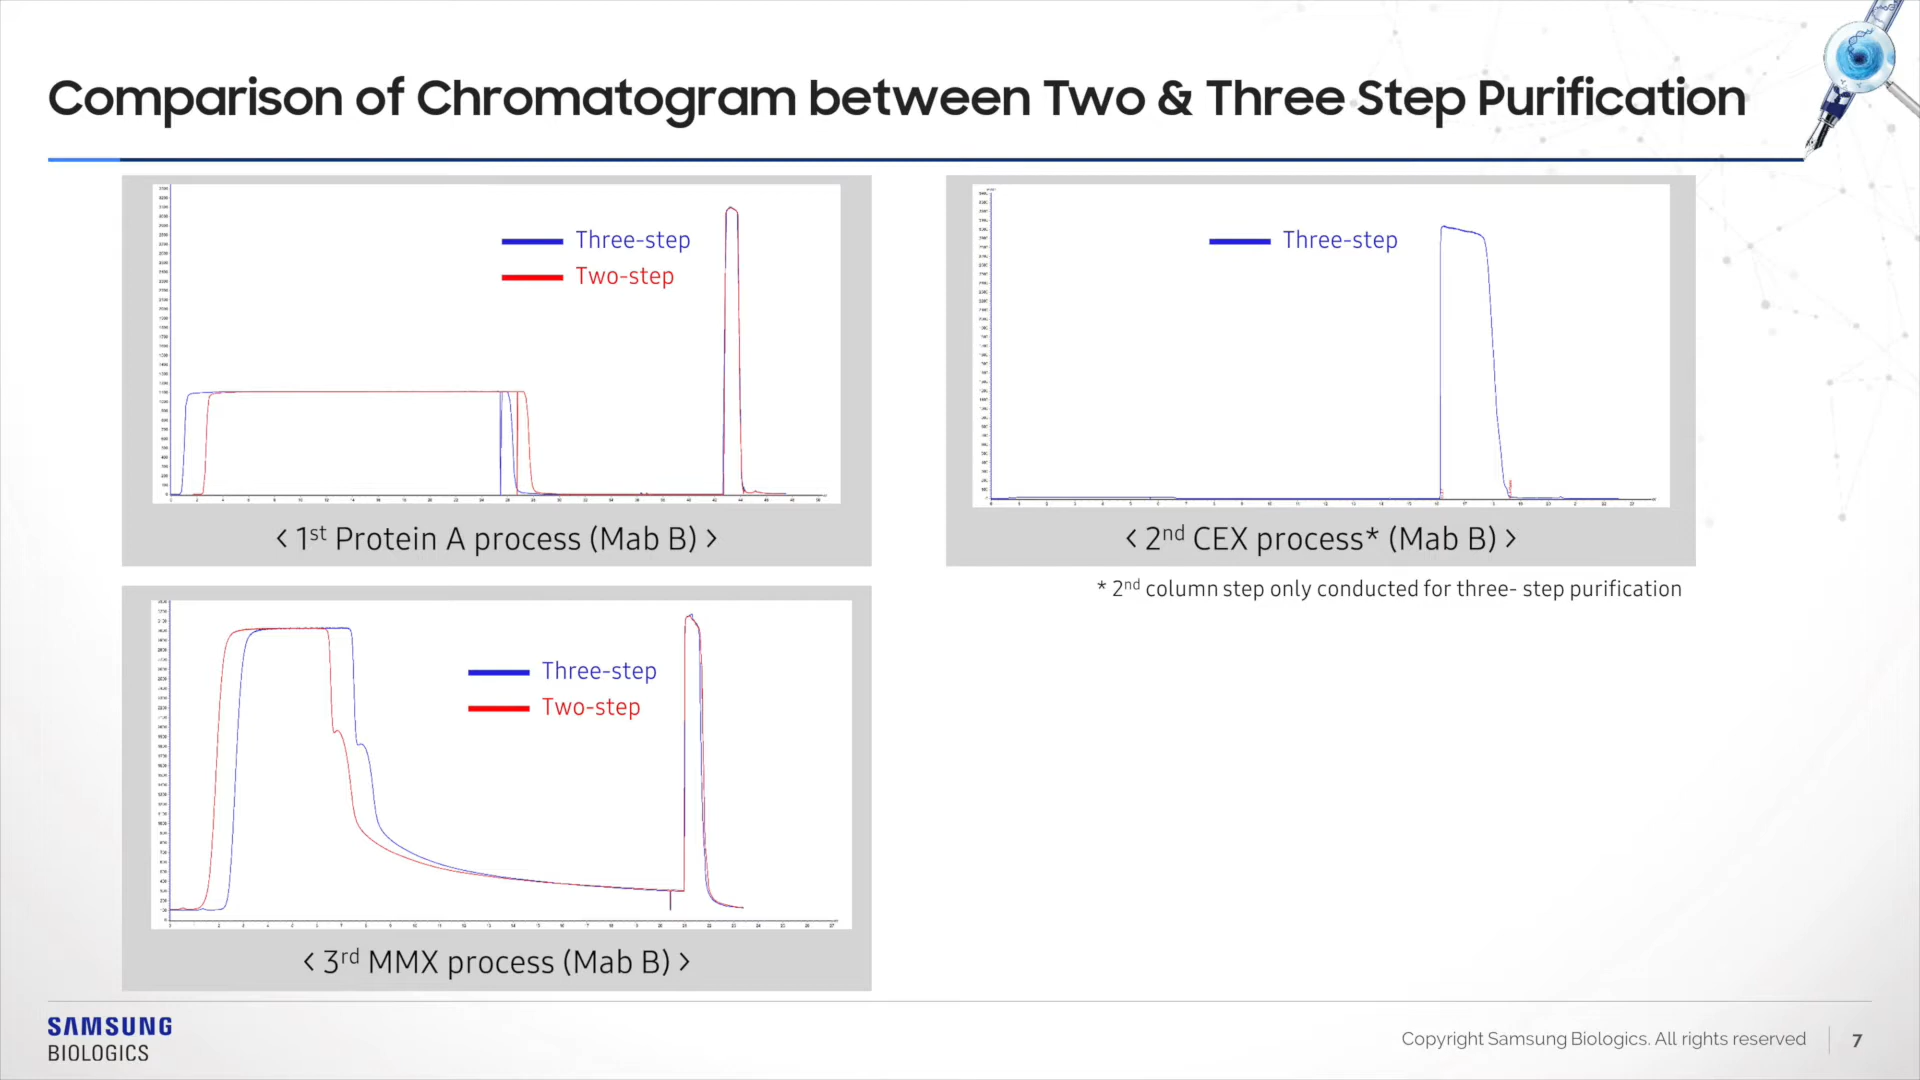 Comparison of Chromatogram between Two & Three Step Purification
Three-step
Two-step
< 1st Protein A process (Mab B) >
Three-step
< 2nd CEX process* (Mab B) >
* 2nd column step only conducted for three- step purification
Three-step
Two-step
< 3rd MMX process (Mab B) >
SAMSUNG
BIOLOGICS
Copyright Samsung Biologics. All rights reserved
7